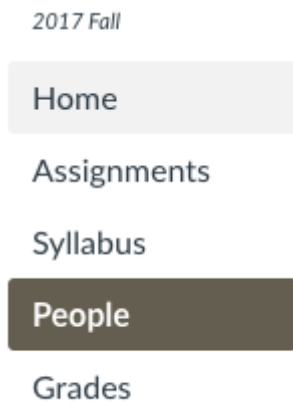 2017 Fall
Home
Assignments
Syllabus
People
Grades